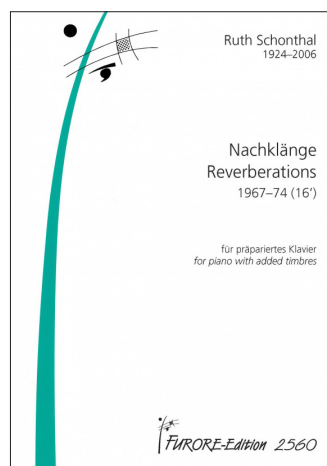 Ruth Schonthal
1924–2006
Nachklänge
Reverberations
1967–74 (16')
für präpariertes Klavier
for piano with added timbres
FURORE-Edition 2560